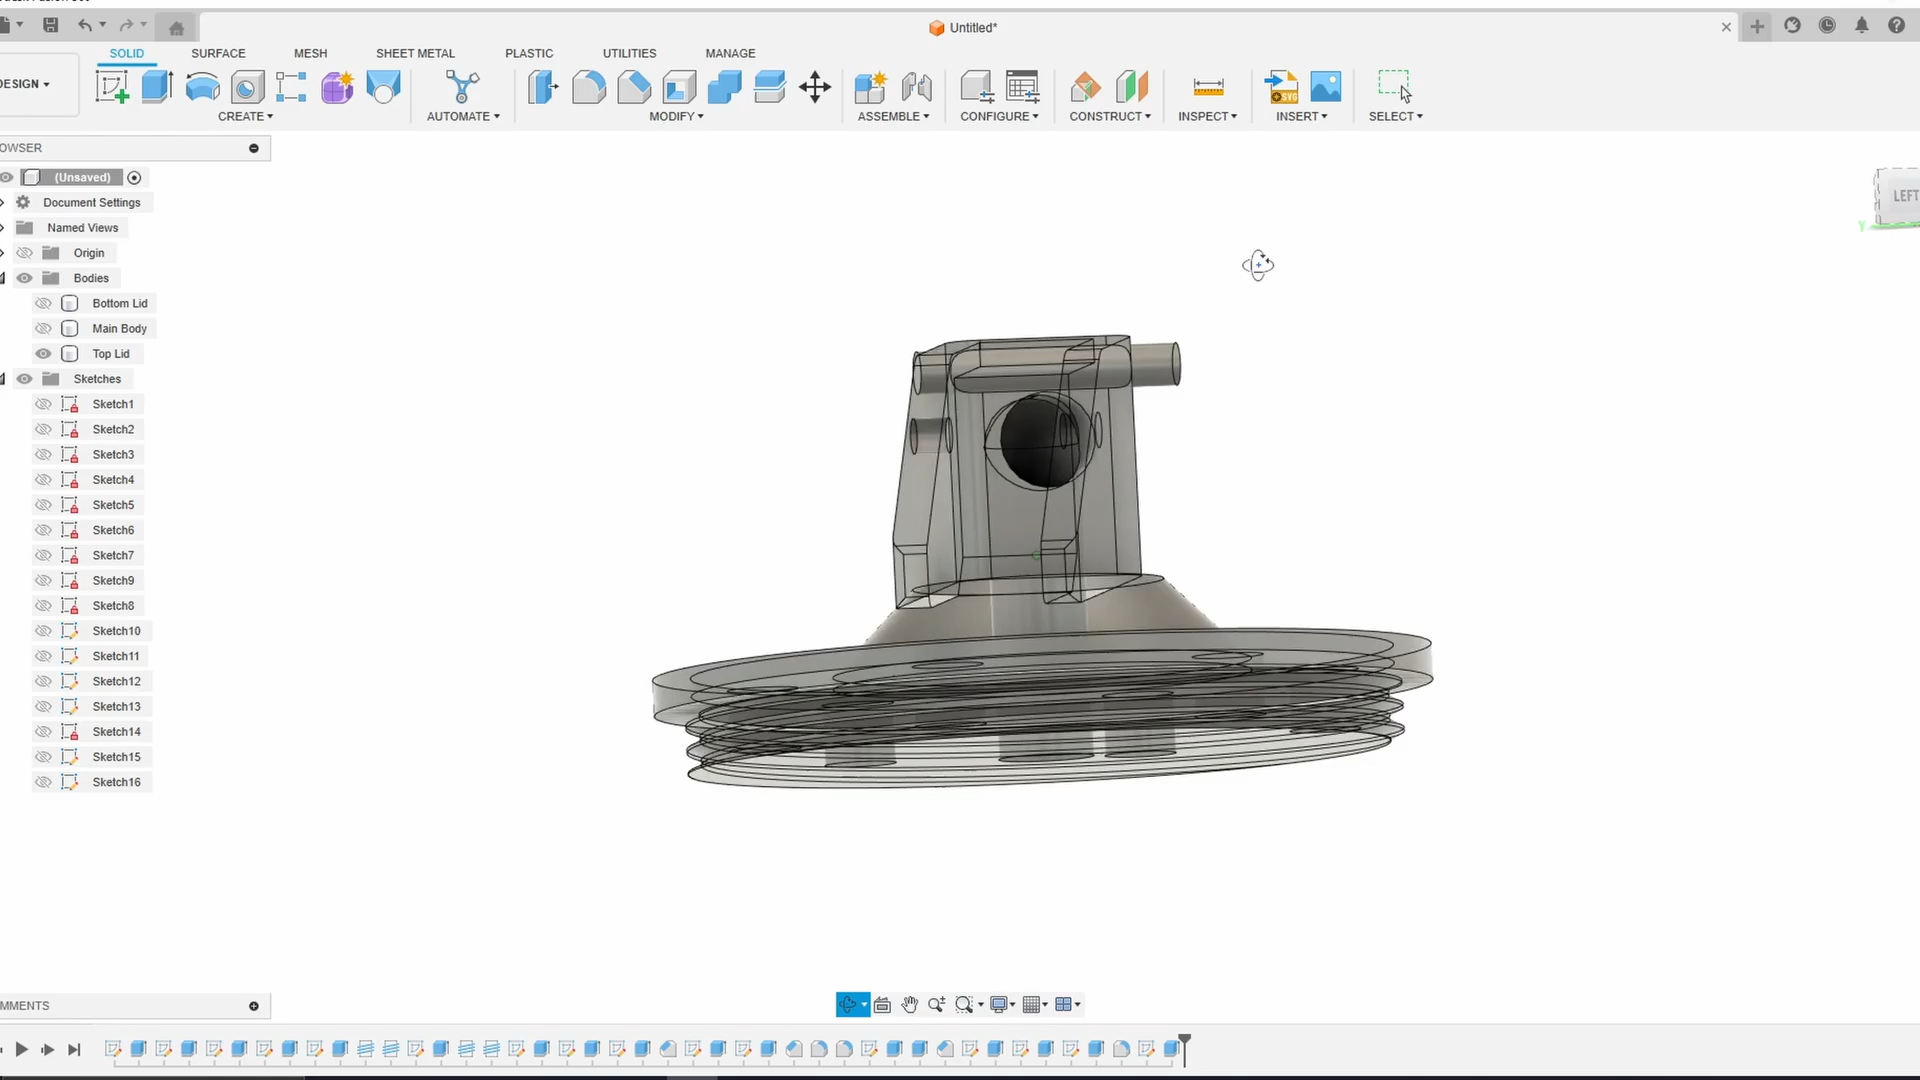 Untitled*
SOLID SURFACE MESH SHEET METAL PLASTIC UTILITIES MANAGE
DESIGN
CREATE AUTOMATE MODIFY ASSEMBLE CONFIGURE CONSTRUCT INSPECT INSERT SELECT
SVG
OWSER
(Unsaved)
Document Settings
Named Views
Origin
Bodies
Bottom Lid
Main Body
Top Lid
Sketches
Sketch1
Sketch2
Sketch3
Sketch4
Sketch5
Sketch6
Sketch7
Sketch9
Sketch8
Sketch10
Sketch11
Sketch12
Sketch13
Sketch14
Sketch15
Sketch16
LEFT
Y
MMENTS